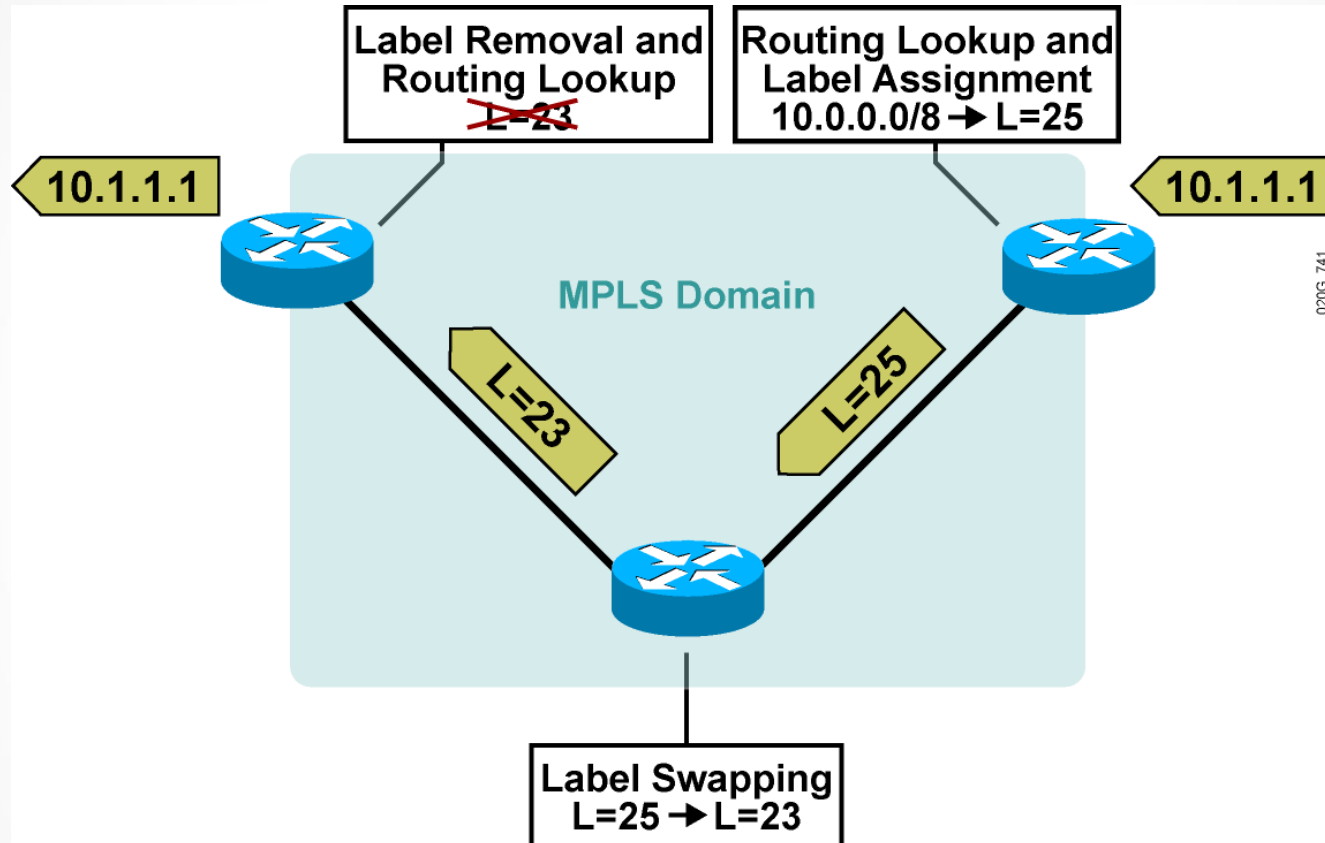 Label Removal and
Routing Lookup
L=23
Routing Lookup and
Label Assignment
10.0.0.0/8 → L=25
10.1.1.1
10.1.1.1
020G_741
MPLS Domain
L=23
L=25
Label Swapping
L=25 → L=23